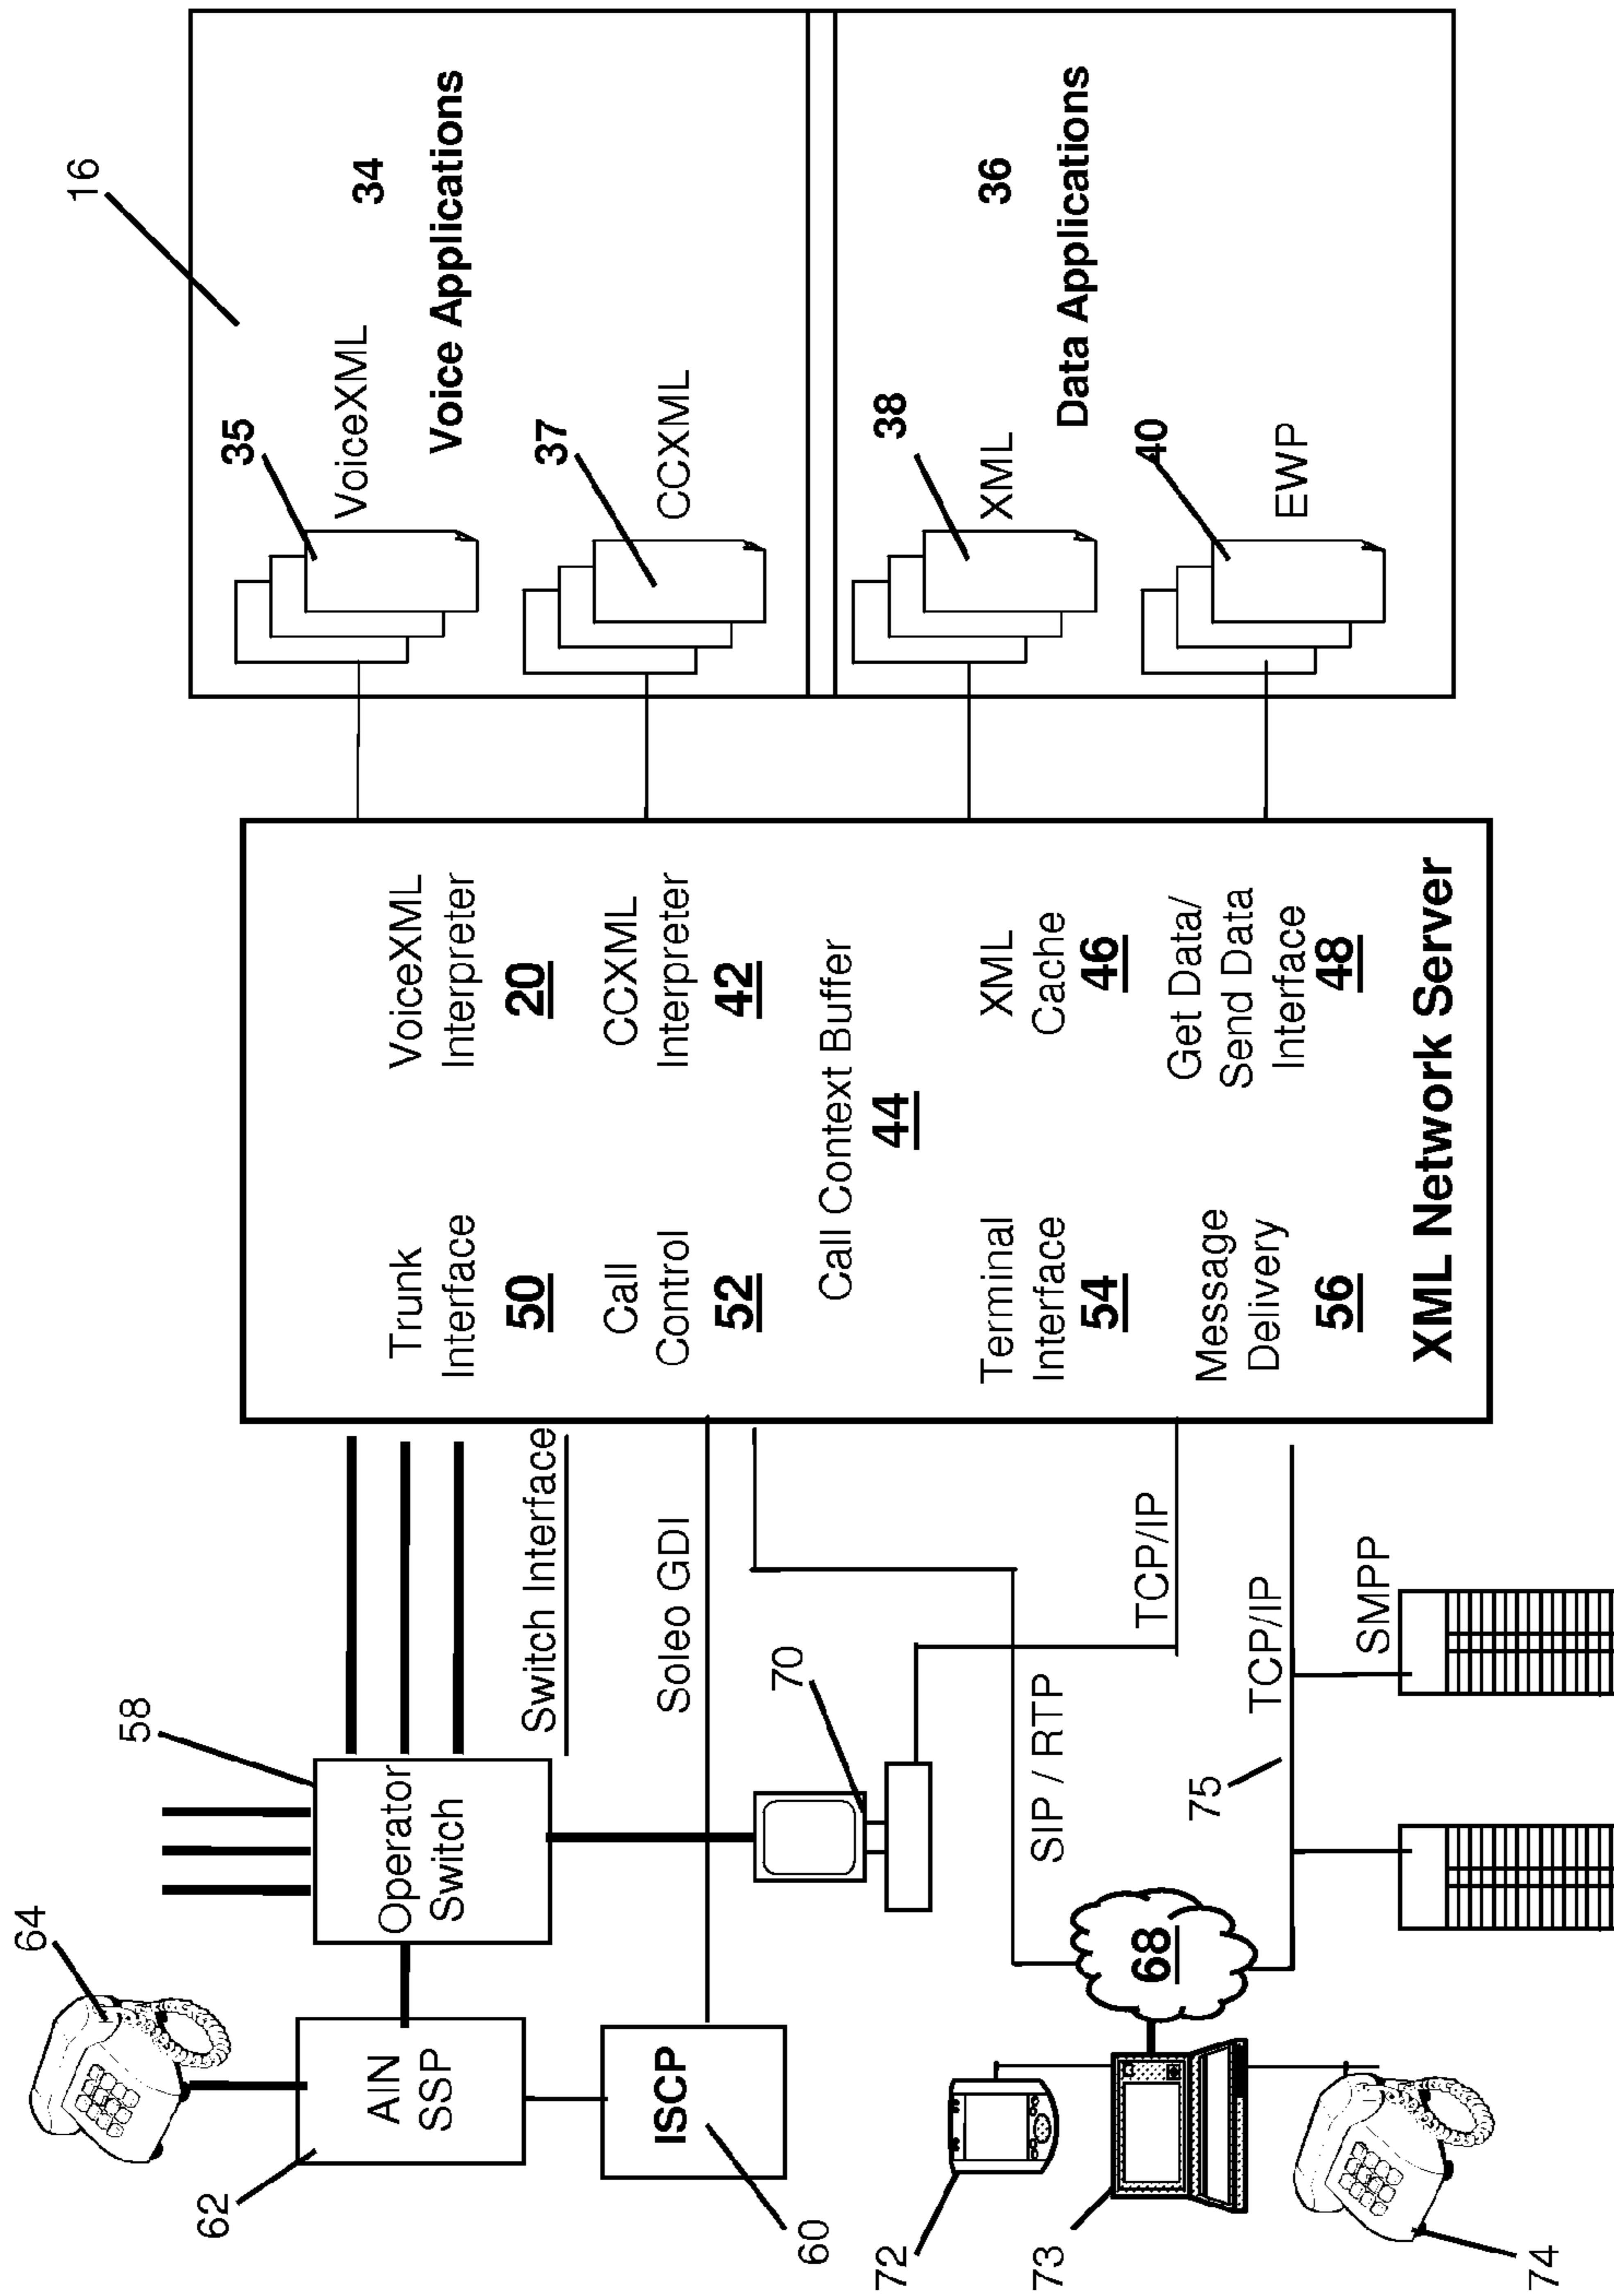 16
34
Voice Applications
35
VoiceXML
37
CCXML
36
Data Applications
38
XML
40
EWP
VoiceXML
Interpreter
20
CCXML
Interpreter
42
Call Context Buffer
44
XML
Cache
46
Get Data/
Send Data
Interface
48
Trunk
Interface
50
Call
Control
52
Terminal
Interface
54
Message
Delivery
56
XML Network Server
Switch Interface
Soleo GDI
SIP / RTP
TCP/IP
TCP/IP
SMPP
58
Operator
Switch
70
75
64
AIN
SSP
62
ISCP
60
68
72
73
74